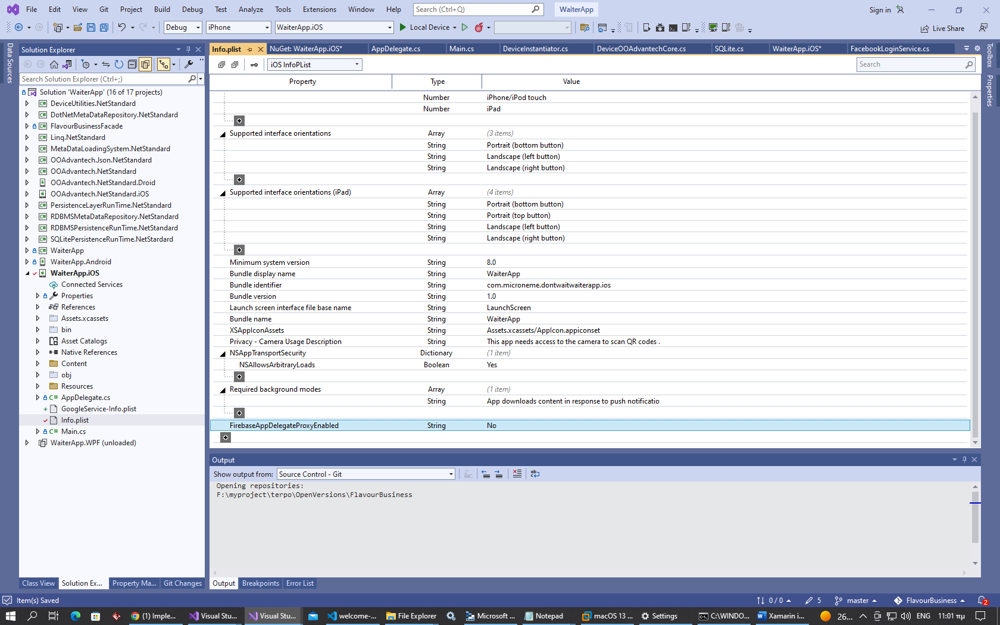 File Edit View Git Project Build Debug Test Analyze Tools Extensions Window Help Search (Ctrl+Q) WaiterApp Sign in
Debug iPhone WaiterApp.iOS Local Device Live Share
Data Sources
Solution Explorer
Search Solution Explorer (Ctrl+;)
Solution 'WaiterApp' (16 of 17 projects)
DeviceUtilities.NetStandard
DotNetMetaDataRepository.NetStandard
FlavourBusinessFacade
Linq.NetStandard
MetaDataLoadingSystem.NetStandard
OOAdvantech.Json.NetStandard
OOAdvantech.NetStandard
OOAdvantech.NetStandard.Droid
OOAdvantech.NetStandard.iOS
PersistenceLayerRunTime.NetStandard
RDBMSMetaDataRepository.NetStandard
RDBMSPersistenceRunTime.NetStandard
SQLitePersistenceRunTime.NetStardard
WaiterApp
WaiterApp.Android
WaiterApp.iOS
Connected Services
Properties
References
Assets.xcassets
bin
Asset Catalogs
Native References
Content
obj
Resources
AppDelegate.cs
GoogleService-Info.plist
Info.plist
Main.cs
WaiterApp.WPF (unloaded)
Class View Solution Ex... Property Ma... Git Changes
Info.plist NuGet: WaiterApp.iOS* AppDelegate.cs Main.cs DeviceInstantiator.cs DeviceOOAdvantechCore.cs SQLite.cs WaiterApp.iOS* FacebookLoginService.cs
iOS InfoPList Search
Property Type Value
Number iPhone/iPod touch
Number iPad
Supported interface orientations Array (3 items)
String Portrait (bottom button)
String Landscape (left button)
String Landscape (right button)
Supported interface orientations (iPad) Array (4 items)
String Portrait (bottom button)
String Portrait (top button)
String Landscape (left button)
String Landscape (right button)
Minimum system version String 8.0
Bundle display name String WaiterApp
Bundle identifier String com.microneme.dontwaitwaiterapp.ios
Bundle version String 1.0
Launch screen interface file base name String LaunchScreen
Bundle name String WaiterApp
XSAppIconAssets String Assets.xcassets/AppIcon.appiconset
Privacy - Camera Usage Description String This app needs access to the camera to scan QR codes .
NSAppTransportSecurity Dictionary (1 item)
NSAllowsArbitraryLoads Boolean Yes
Required background modes Array (1 item)
String App downloads content in response to push notificatio
FirebaseAppDelegateProxyEnabled String No
Toolbox
Properties
Output
Show output from: Source Control - Git
Opening repositories:
F:\myproject\terpo\OpenVersions\FlavourBusiness
Output Breakpoints Error List
Item(s) Saved 0 / 0 5 master FlavourBusiness 2
(1) Imple... Visual Stu... Visual Stu... welcome-... File Explorer Microsoft ... Notepad macOS 13 ... Settings C:\WINDO... Xamarin i... 26... ENG 11:01 πμ